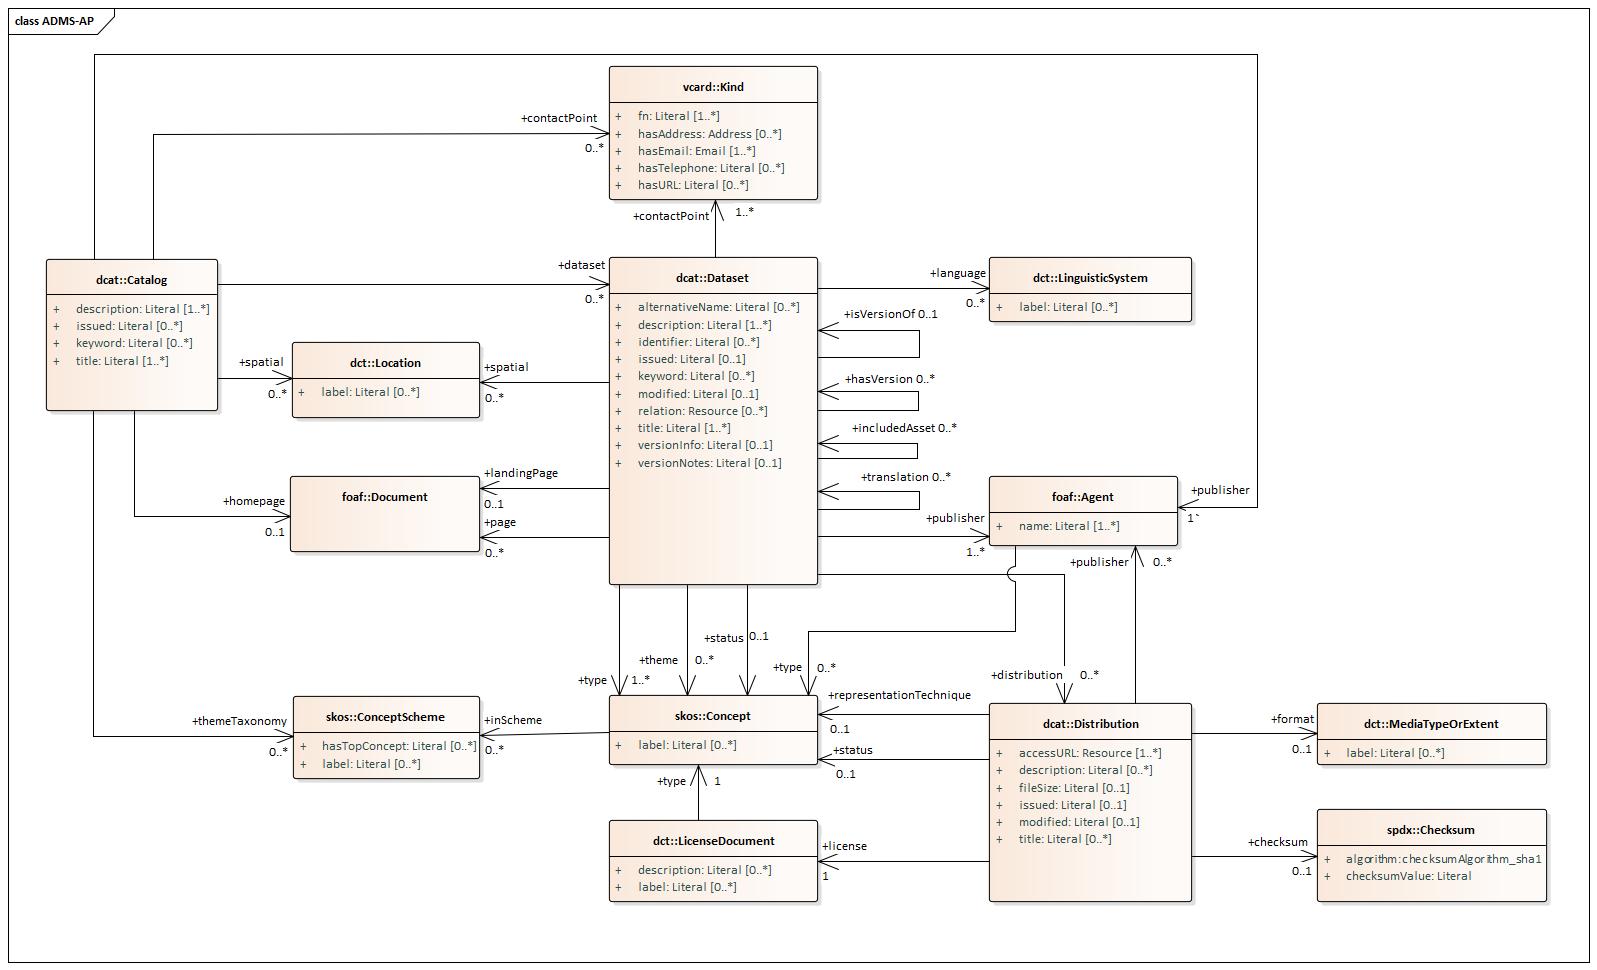 class ADMS-AP
vcard::Kind
+ fn: Literal [1..*]
+ hasAddress: Address [0..*]
+ hasEmail: Email [1..*]
+ hasTelephone: Literal [0..*]
+ hasURL: Literal [0..*]
+contactPoint
0..*
+contactPoint
1..*
dcat::Catalog
+ description: Literal [1..*]
+ issued: Literal [0..*]
+ keyword: Literal [0..*]
+ title: Literal [1..*]
+dataset
0..*
dcat::Dataset
+ alternativeName: Literal [0..*]
+ description: Literal [1..*]
+ identifier: Literal [0..*]
+ issued: Literal [0..1]
+ keyword: Literal [0..*]
+ modified: Literal [0..1]
+ relation: Resource [0..*]
+ title: Literal [1..*]
+ versionInfo: Literal [0..1]
+ versionNotes: Literal [0..1]
+language
0..*
dct::LinguisticSystem
+ label: Literal [0..*]
+isVersionOf 0..1
+hasVersion 0..*
+includedAsset 0..*
+translation 0..*
+spatial
0..*
dct::Location
+ label: Literal [0..*]
+spatial
0..*
+homepage
0..1
foaf::Document
+landingPage
0..1
+page
0..*
+publisher
1..*
foaf::Agent
+ name: Literal [1..*]
+publisher
1`
+publisher
0..*
+type
1..*
+theme
0..*
+status
0..1
+type
0..*
+distribution
0..*
+themeTaxonomy
0..*
skos::ConceptScheme
+ hasTopConcept: Literal [0..*]
+ label: Literal [0..*]
+inScheme
0..*
skos::Concept
+ label: Literal [0..*]
+representationTechnique
0..1
+status
0..1
dcat::Distribution
+ accessURL: Resource [1..*]
+ description: Literal [0..*]
+ fileSize: Literal [0..1]
+ issued: Literal [0..1]
+ modified: Literal [0..1]
+ title: Literal [0..*]
+format
0..1
dct::MediaTypeOrExtent
+ label: Literal [0..*]
+type
1
dct::LicenseDocument
+ description: Literal [0..*]
+ label: Literal [0..*]
+license
1
+checksum
0..1
spdx::Checksum
+ algorithm:checksumAlgorithm_sha1
+ checksumValue: Literal